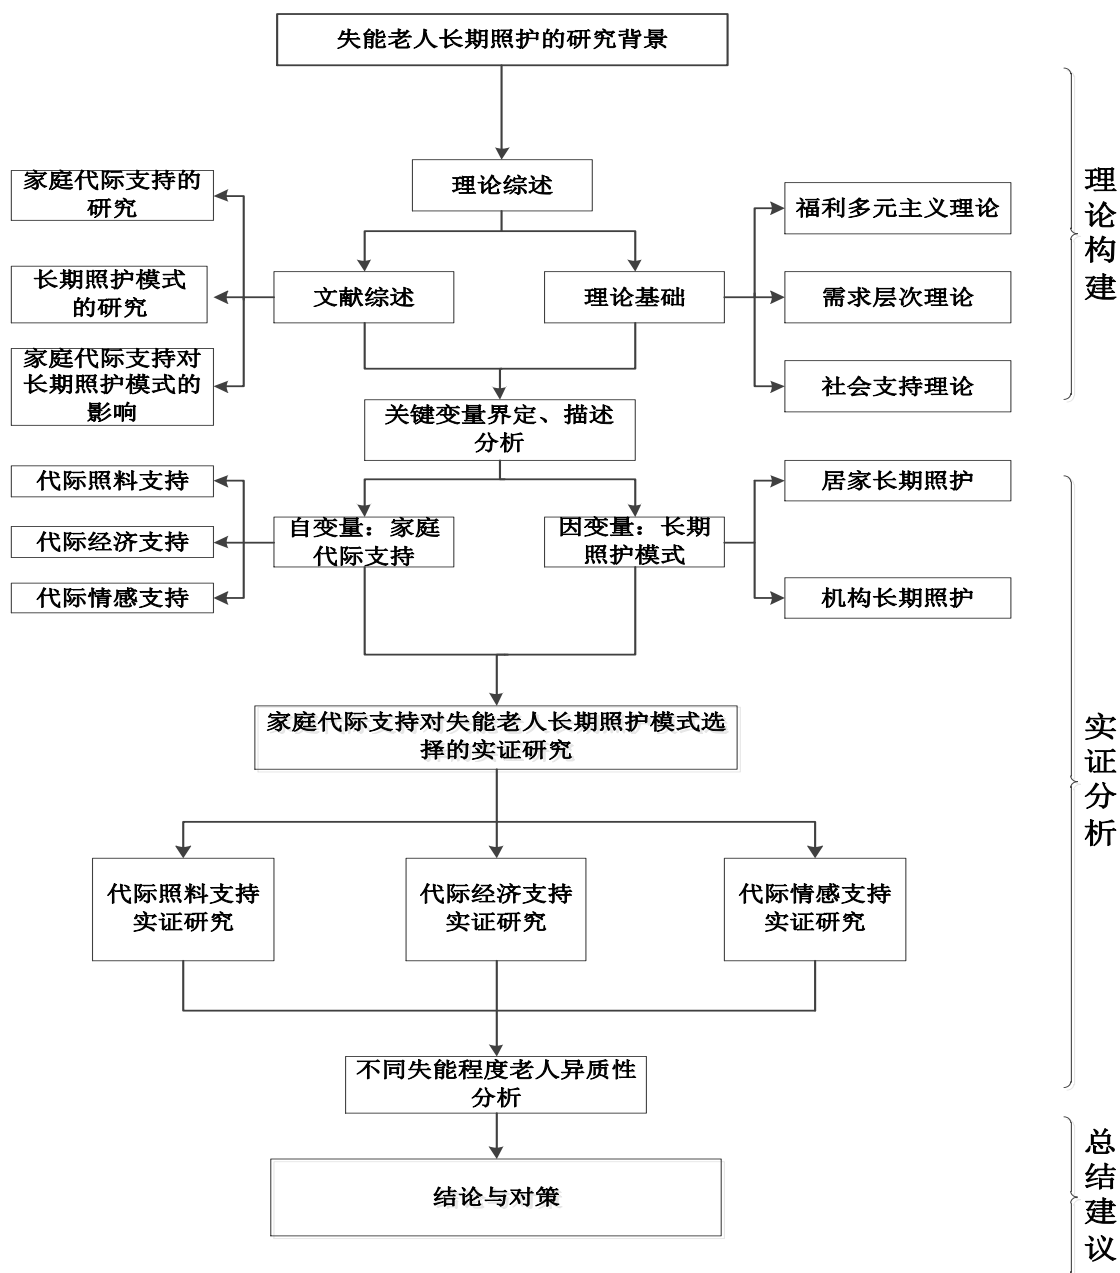 失能老人长期照护的研究背景
理论综述
家庭代际支持的
研究
长期照护模式
的研究
家庭代际支持对
长期照护模式的
影响
文献综述
理论基础
福利多元主义理论
需求层次理论
社会支持理论
理
论
构
建
关键变量界定、描述
分析
代际照料支持
代际经济支持
代际情感支持
自变量：家庭
代际支持
因变量：长期
照护模式
居家长期照护
机构长期照护
家庭代际支持对失能老人长期照护模式选
择的实证研究
代际照料支持
实证研究
代际经济支持
实证研究
代际情感支持
实证研究
不同失能程度老人异质性
分析
实
证
分
析
结论与对策
总
结
建
议